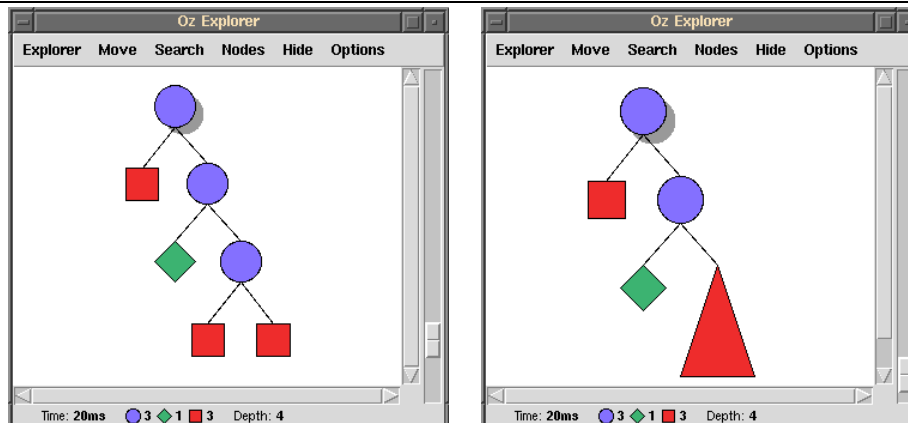 Oz Explorer
Explorer Move Search Nodes Hide Options
Time: 20ms 3 1 3 Depth: 4
Oz Explorer
Explorer Move Search Nodes Hide Options
Time: 20ms 3 1 3 Depth: 4